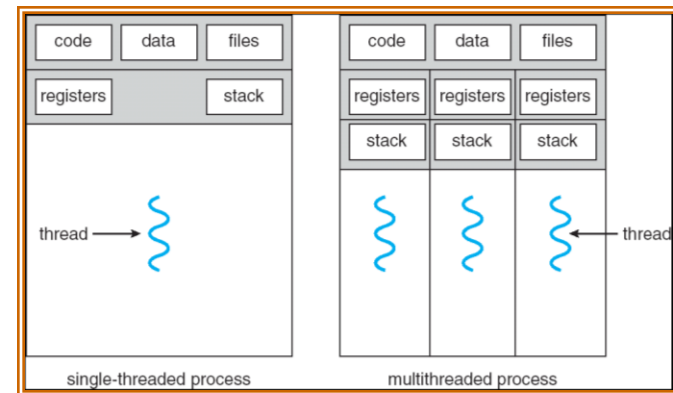 code data files code data files
registers stack registers registers registers
stack stack stack
thread thread
single-threaded process multithreaded process